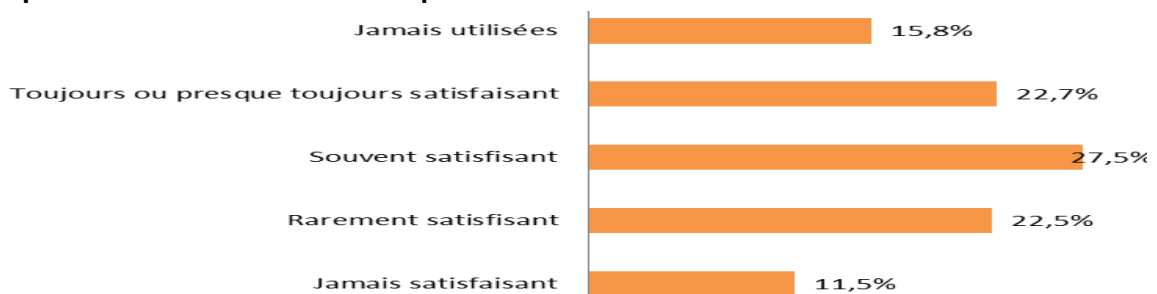 Jamais utilisées 15,8%
Toujours ou presque toujours satisfaisant 22,7%
Souvent satisfisant 27,5%
Rarement satisfisant 22,5%
Jamais satisfaisant 11,5%